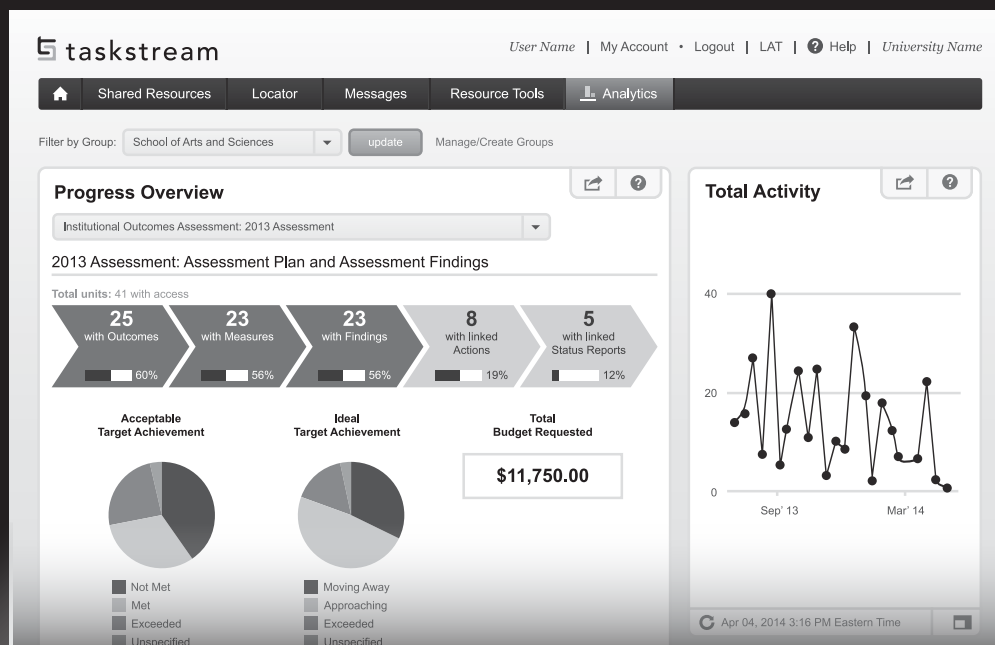 taskstream
User Name | My Account • Logout | LAT | ? Help | University Name
Shared Resources Locator Messages Resource Tools Analytics
Filter by Group: School of Arts and Sciences update Manage/Create Groups
Progress Overview
?
Institutional Outcomes Assessment: 2013 Assessment
2013 Assessment: Assessment Plan and Assessment Findings
Total units: 41 with access
25
with Outcomes
60%
23
with Measures
56%
23
with Findings
56%
8
with linked
Actions
19%
5
with linked
Status Reports
12%
Acceptable
Target Achievement
Not Met
Met
Exceeded
Unspecified
Ideal
Target Achievement
Moving Away
Approaching
Exceeded
Unspecified
Total
Budget Requested
$11,750.00
Total Activity
?
40
20
0
Sep' 13
Mar' 14
Apr 04, 2014 3:16 PM Eastern Time